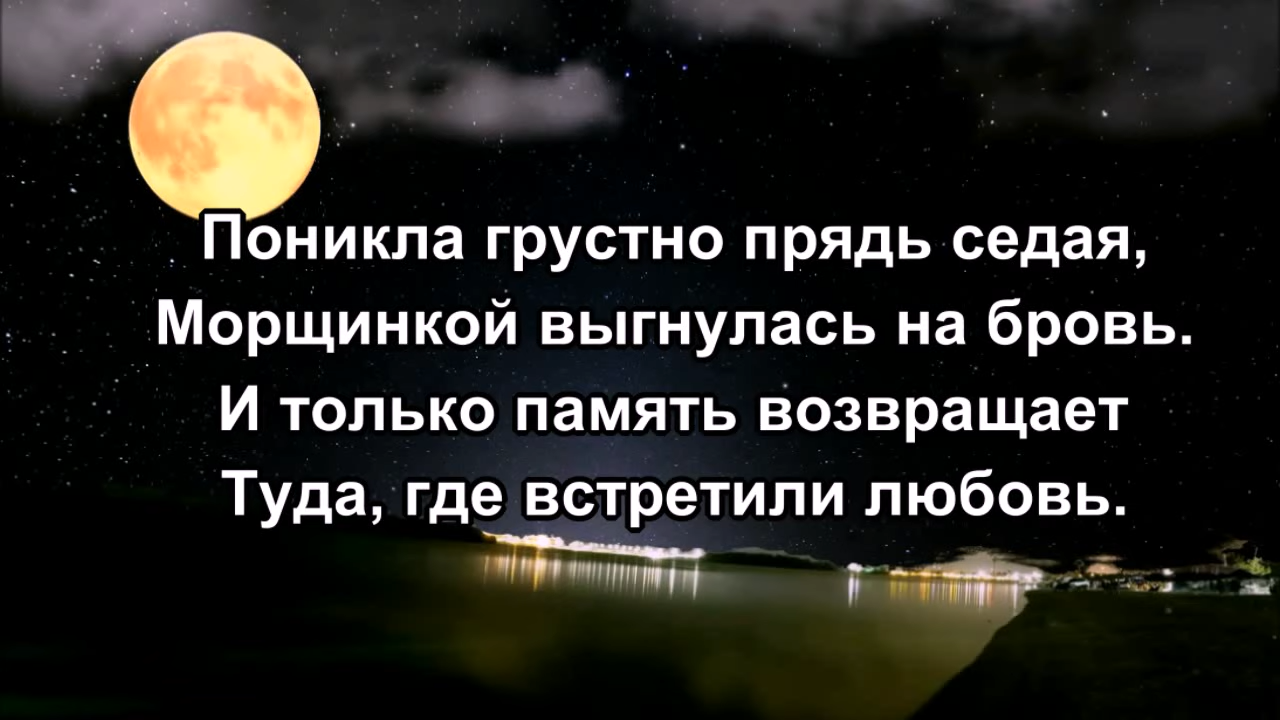 Поникла грустно прядь седая,
Морщинкой выгнулась на бровь.
И только память возвращает
Туда, где встретили любовь.